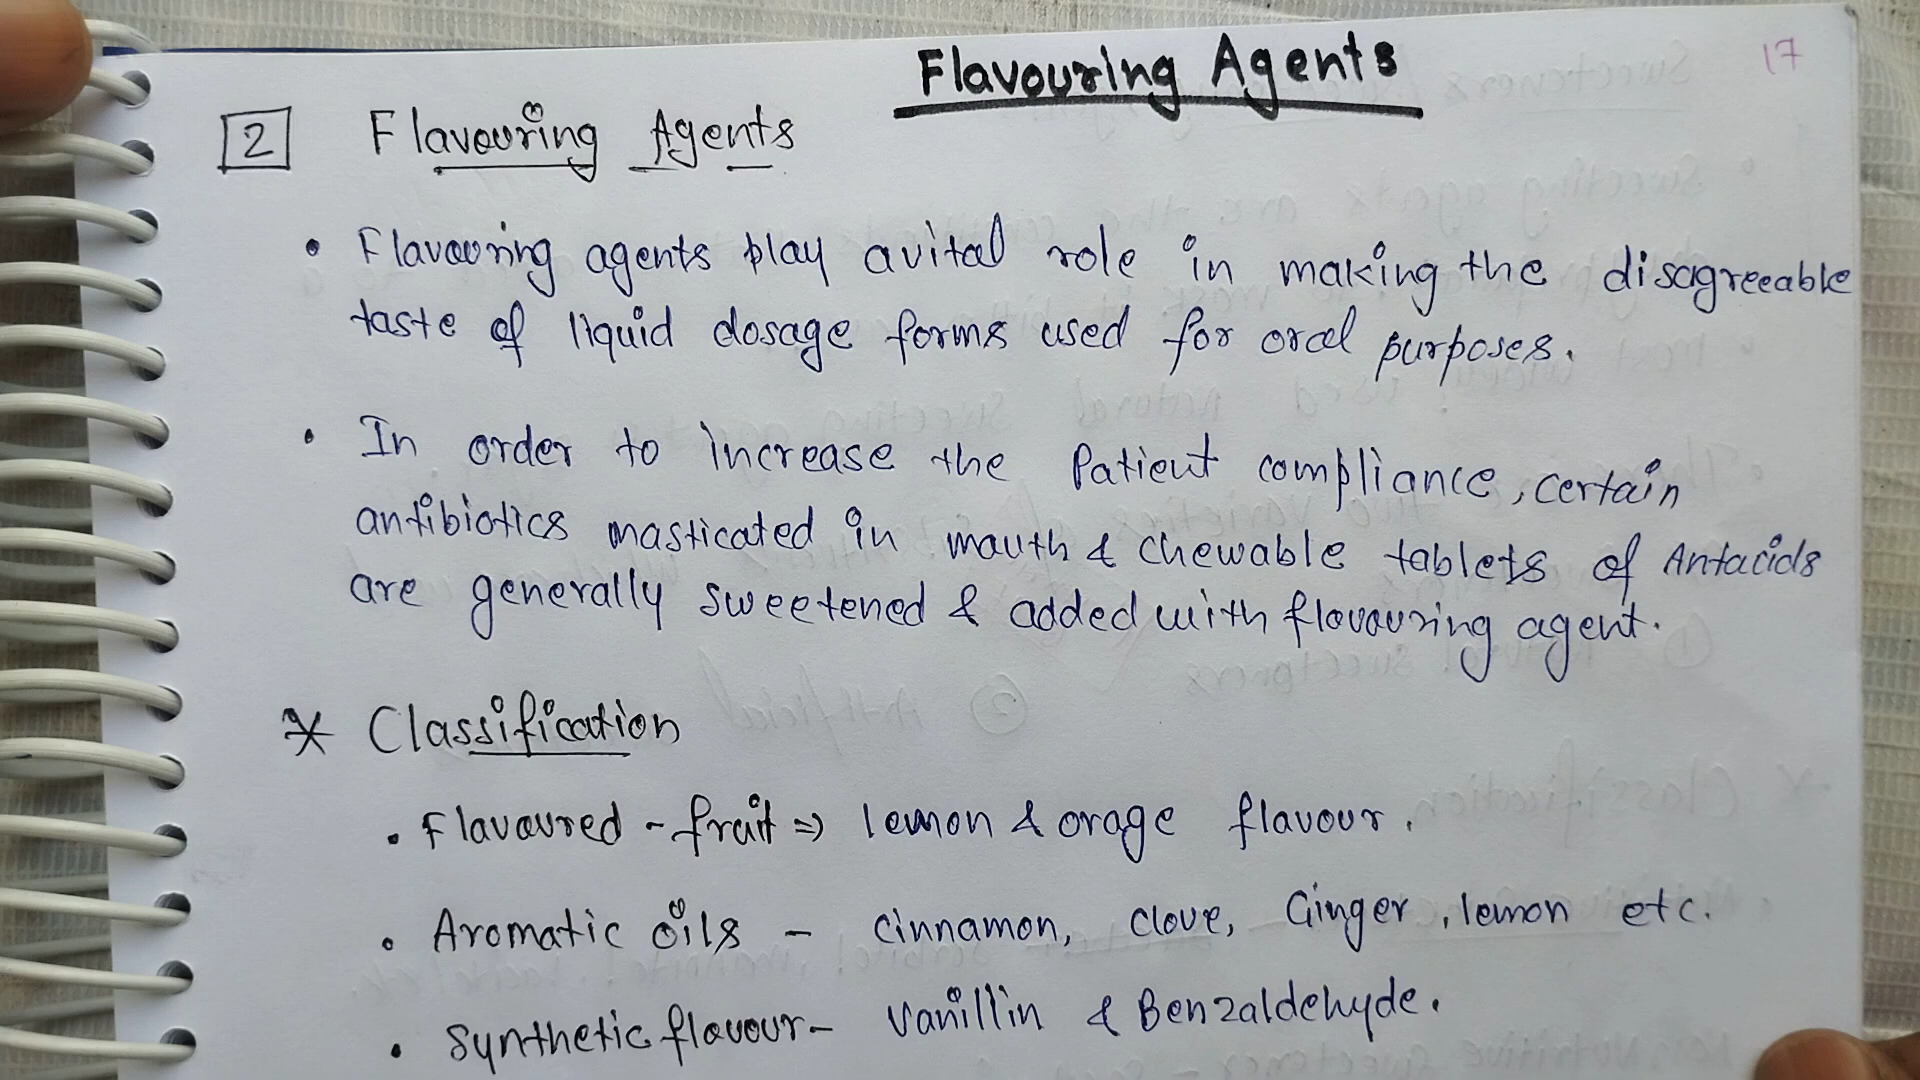 Flavouring Agents
17
2 Flavouring Agents
• Flavouring agents play a vital role in making the disagreeable
taste of liquid dosage forms used for oral purposes.
• In order to increase the Patient compliance, certain
antibiotics masticated in mauth & chewable tablets of Antacids
are generally sweetened & added with flavouring agent.
* Classification
• Flavoured - fruit ⇒ lemon & orage flavour.
• Aromatic oils - cinnamon, clove, Ginger, lemon etc.
• Synthetic flavour - Vanillin & Benzaldehyde.